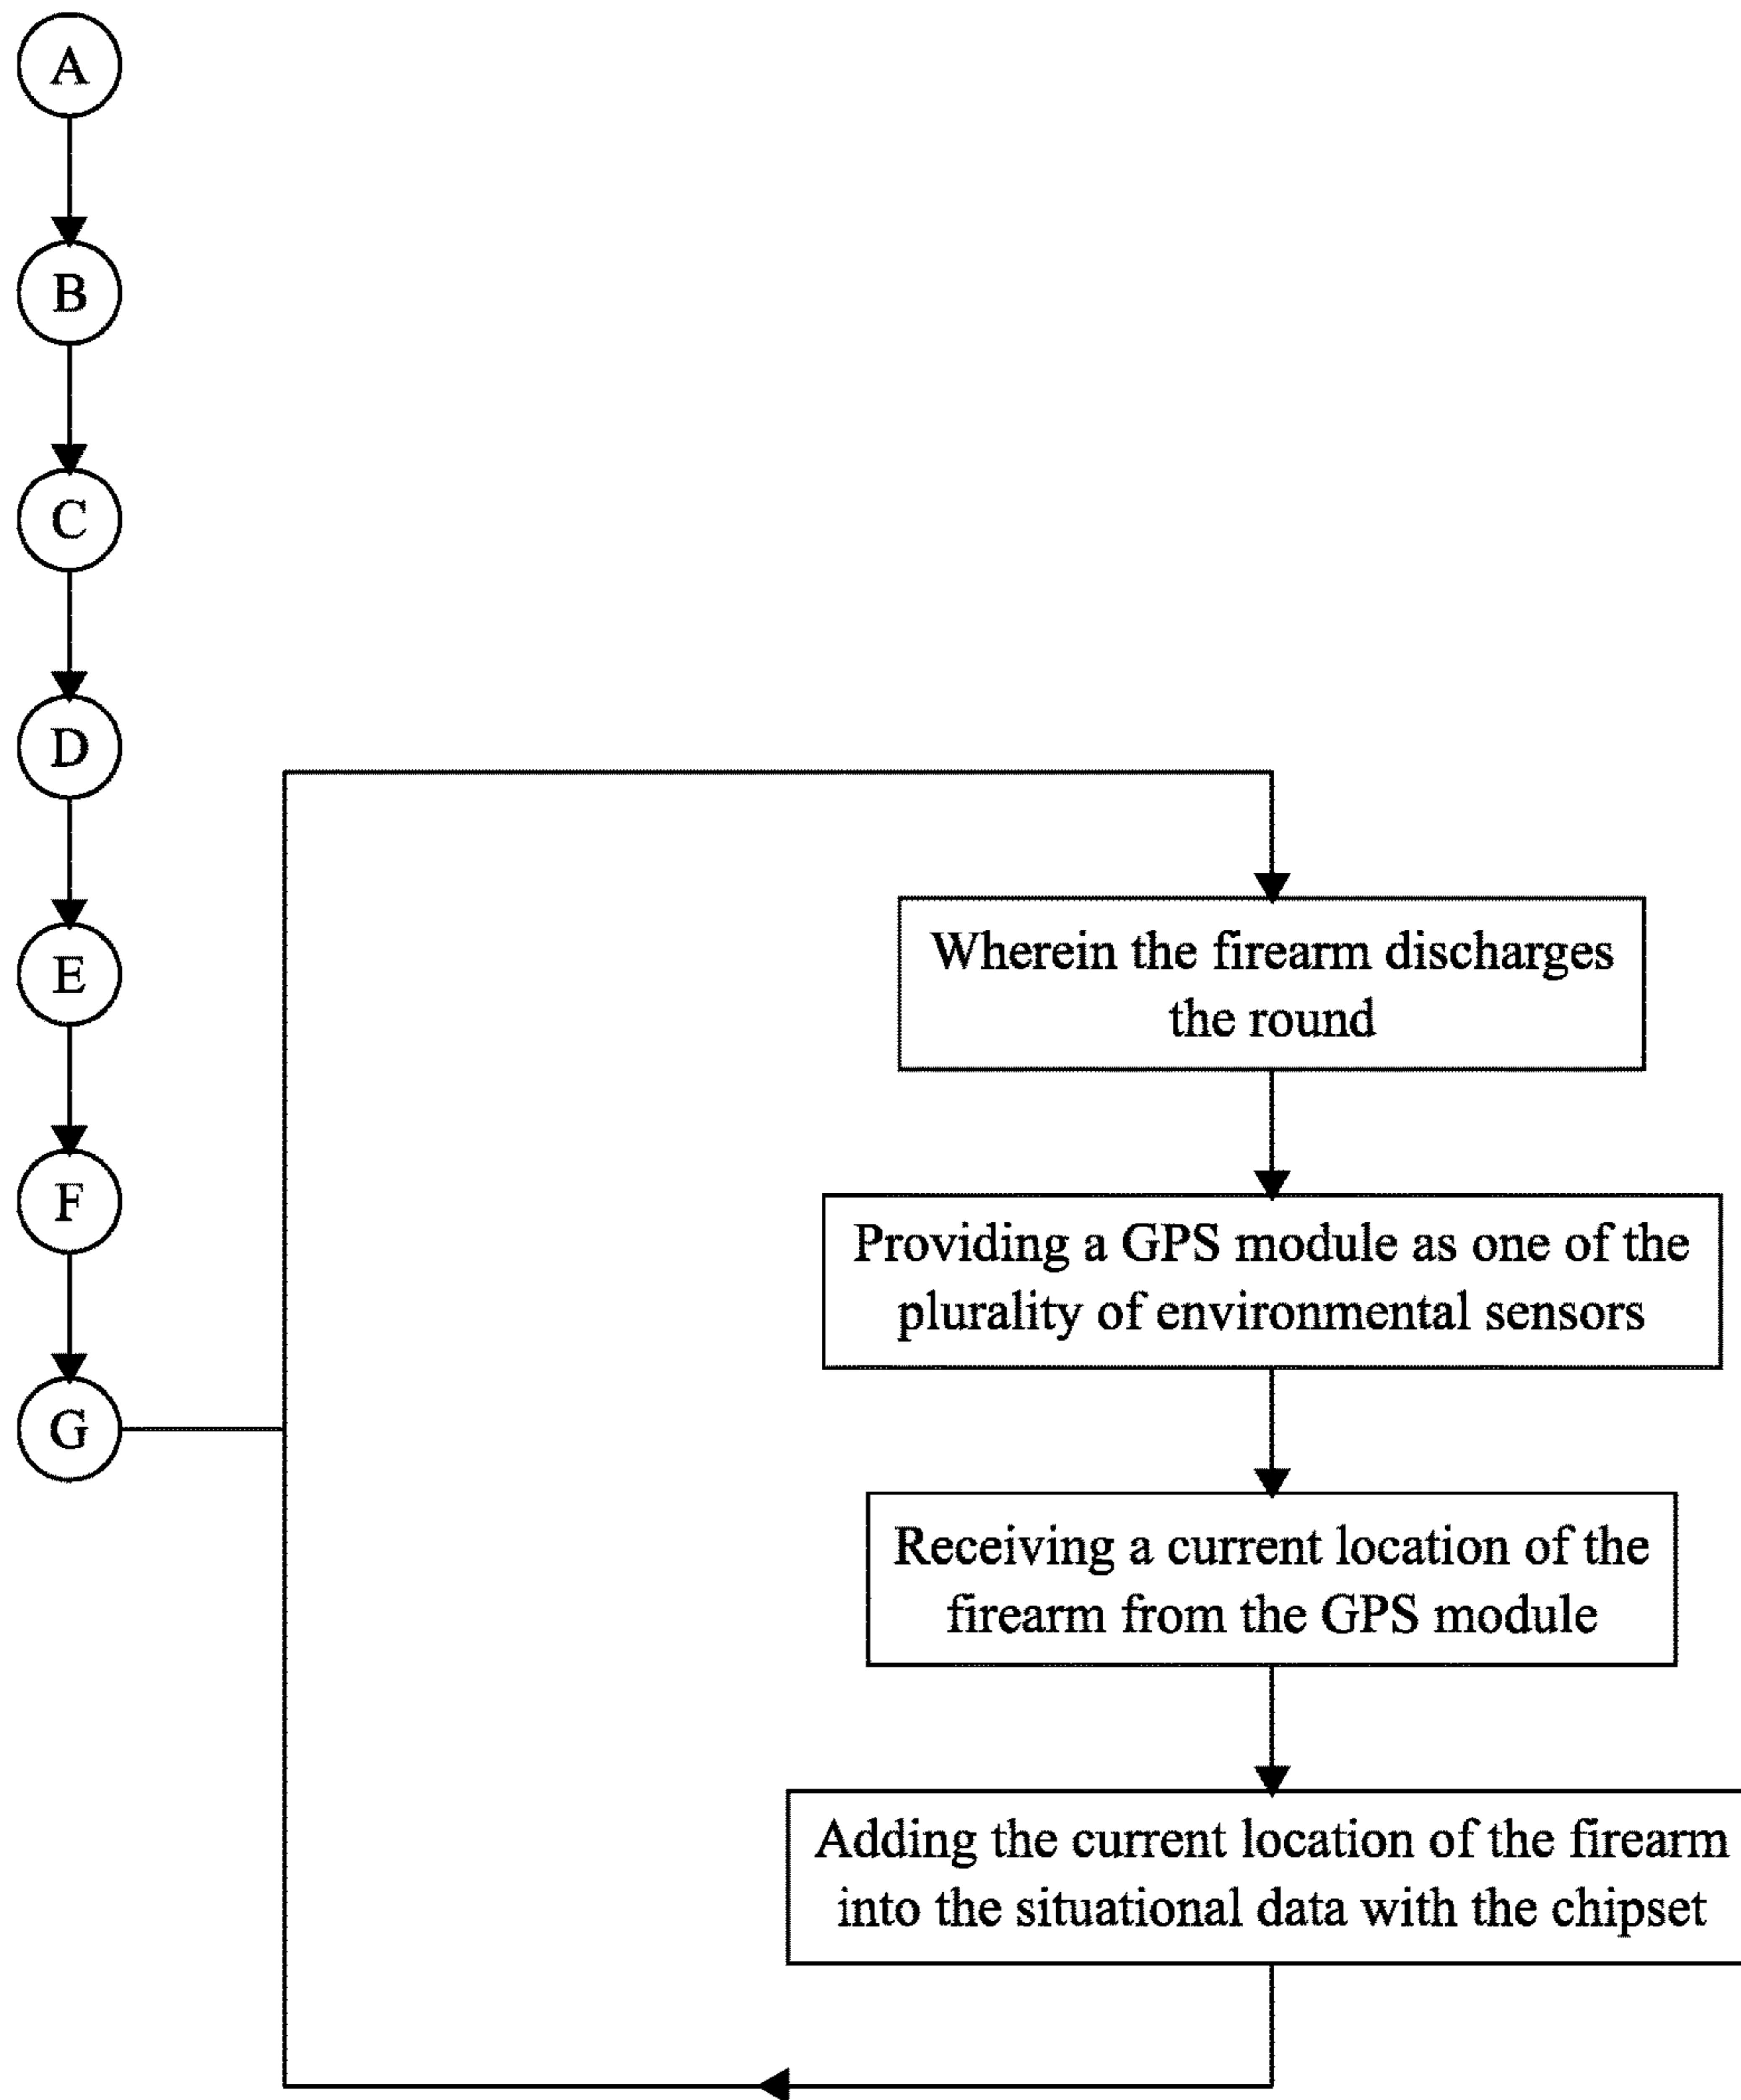 A
B
C
D
E
F
G
Wherein the firearm discharges
the round
Providing a GPS module as one of the
plurality of environmental sensors
Receiving a current location of the
firearm from the GPS module
Adding the current location of the firearm
into the situational data with the chipset